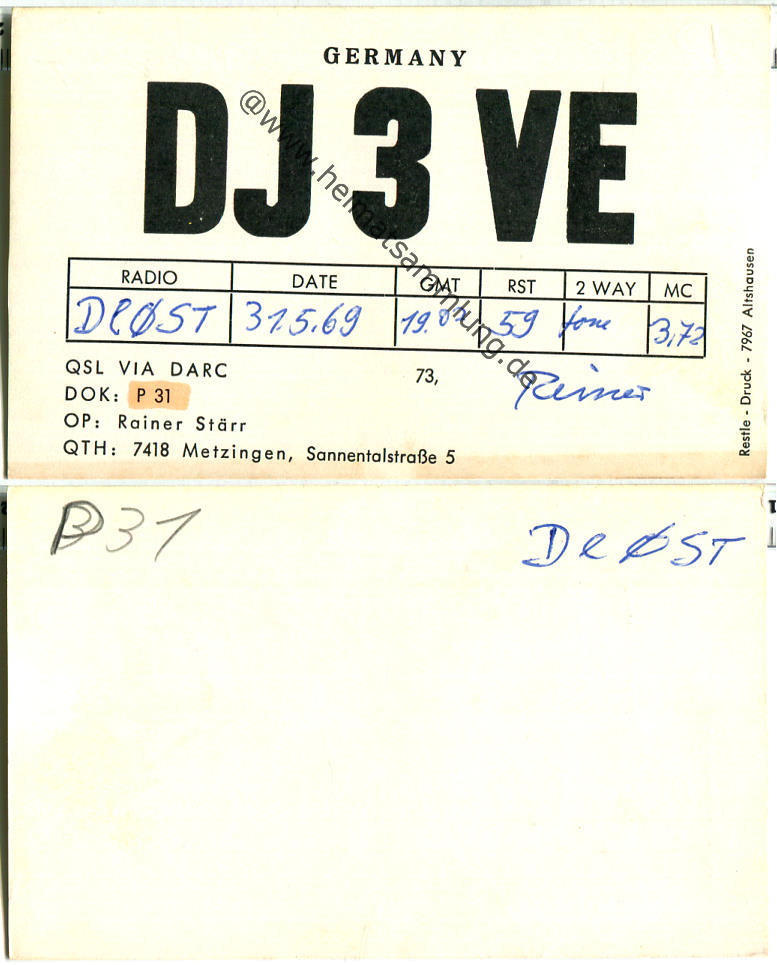 GERMANY
DJ 3 VE
@www.heimatsammlung.de
RADIO DATE GMT RST 2 WAY MC
DL0ST 31.5.69 59 fone 3,72
QSL VIA DARC 73, Rainer
DOK: P 31
OP: Rainer Stärr
QTH: 7418 Metzingen, Sannentalstraße 5
Restle - Druck - 7967 Altshausen
P31 DLØST